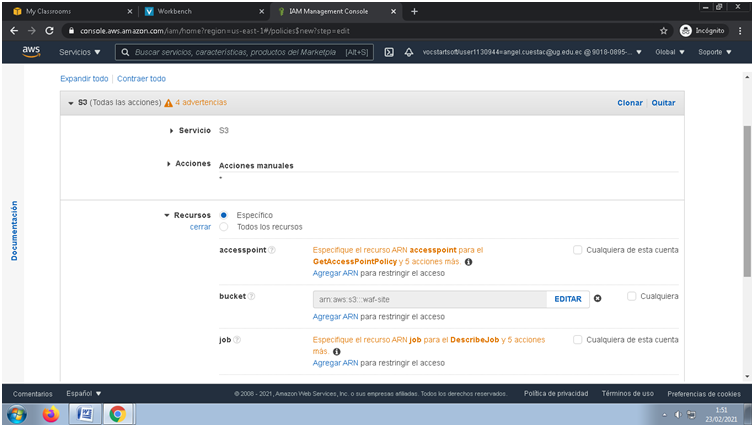 My Classrooms
Workbench
IAM Management Console
console.aws.amazon.com/iam/home?region=us-east-1#/policies$new?step=edit
Incógnito
aws
Servicios
Buscar servicios, características, productos del Marketpla
[Alt+S]
vocstartsoft/user1130944=angel.cuestac@ug.edu.ec @ 9018-0895-...
Global
Soporte
Expandir todo | Contraer todo
S3 (Todas las acciones) 4 advertencias
Clonar | Quitar
Servicio S3
Acciones Acciones manuales
*
Documentación
Recursos Específico
cerrar Todos los recursos
accesspoint Especifique el recurso ARN accesspoint para el Cualquiera de esta cuenta
GetAccessPointPolicy y 5 acciones más.
Agregar ARN para restringir el acceso
bucket arn:aws:s3:::waf-site EDITAR Cualquiera
Agregar ARN para restringir el acceso
job Especifique el recurso ARN job para el DescribeJob y 5 acciones Cualquiera de esta cuenta
más.
Agregar ARN para restringir el acceso
Comentarios
Español
© 2008 - 2021, Amazon Web Services, Inc. o sus empresas afiliadas. Todos los derechos reservados.
Política de privacidad
Términos de uso
Preferencias de cookies
1:51
23/02/2021